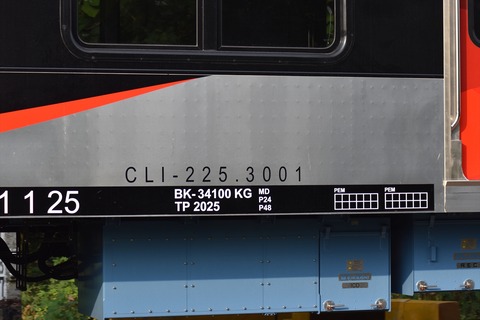 CLI-225.3001
1 1 25
BK- 34100 KG
TP 2025
MD
P24
P48
PEM
PEM